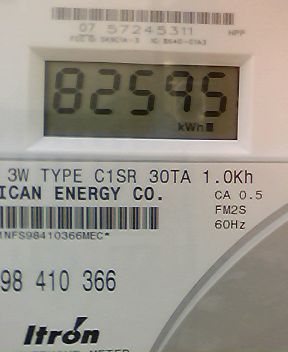 07 57245311 HPP
82595
kWh
3W TYPE C1SR 30TA 1.0Kh
ICAN ENERGY CO. CA 0.5
FM2S
60Hz
1NFS98410366MEC*
98 410 366
Itron